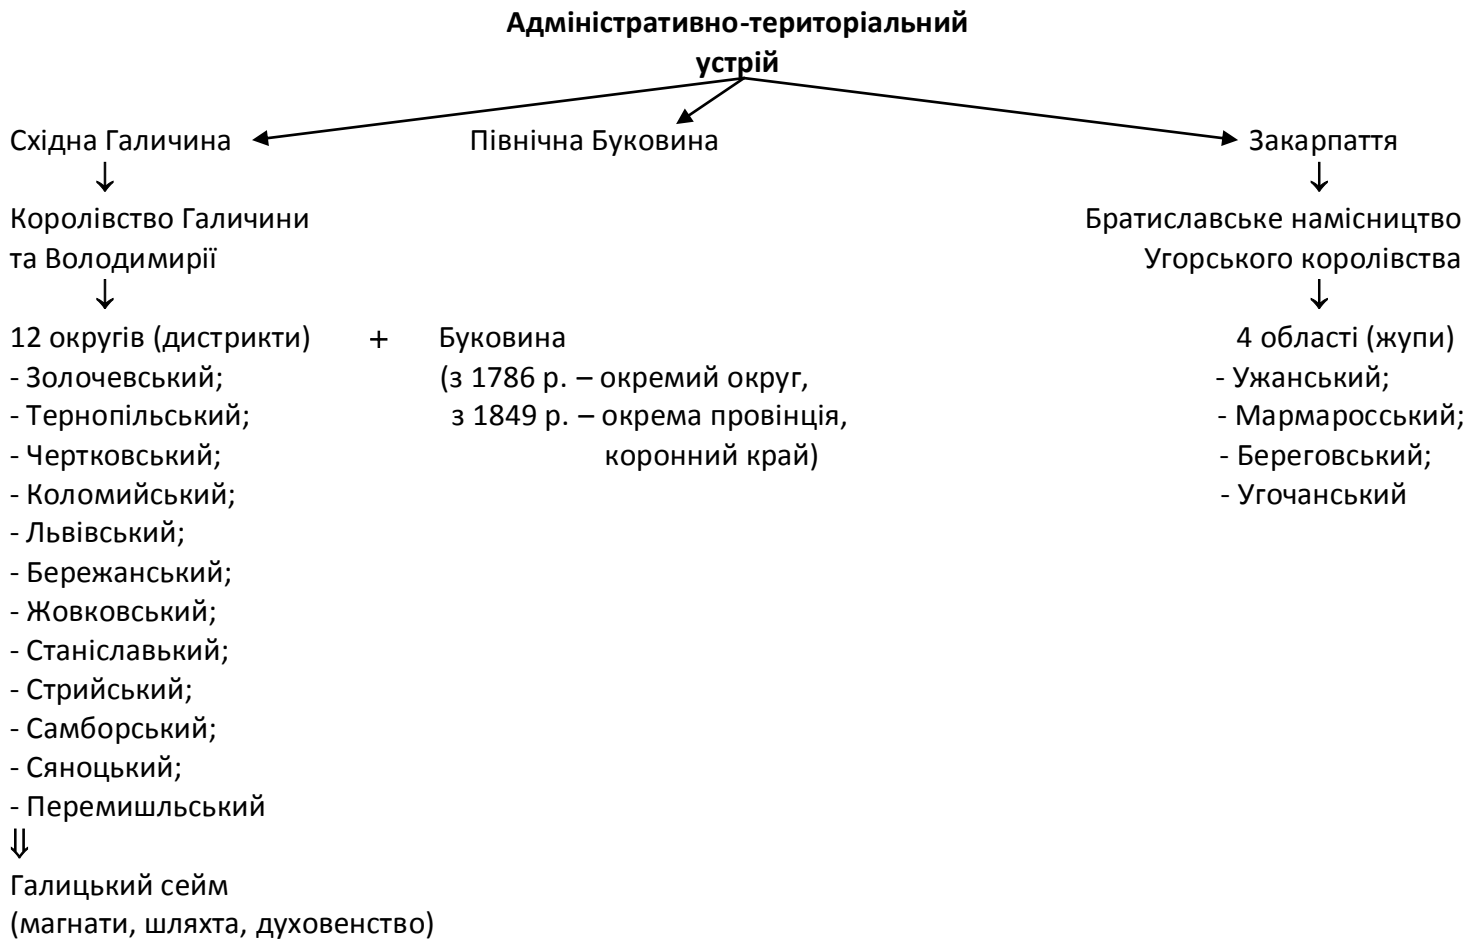 Адміністративно-територіальний
устрій
Східна Галичина Північна Буковина Закарпаття
Королівство Галичини Братиславське намісництво
та Володимирії Угорського королівства
12 округів (дистрикти) + Буковина 4 області (жупи)
- Золочевський; (з 1786 р. – окремий округ, - Ужанський;
- Тернопільський; з 1849 р. – окрема провінція, - Мармароський;
- Чертковський; коронний край) - Береговський;
- Коломийський; - Угочанський
- Львівський;
- Бережанський;
- Жовковський;
- Станіславький;
- Стрийський;
- Самборський;
- Сяноцький;
- Перемишльський
Галицький сейм
(магнати, шляхта, духовенство)